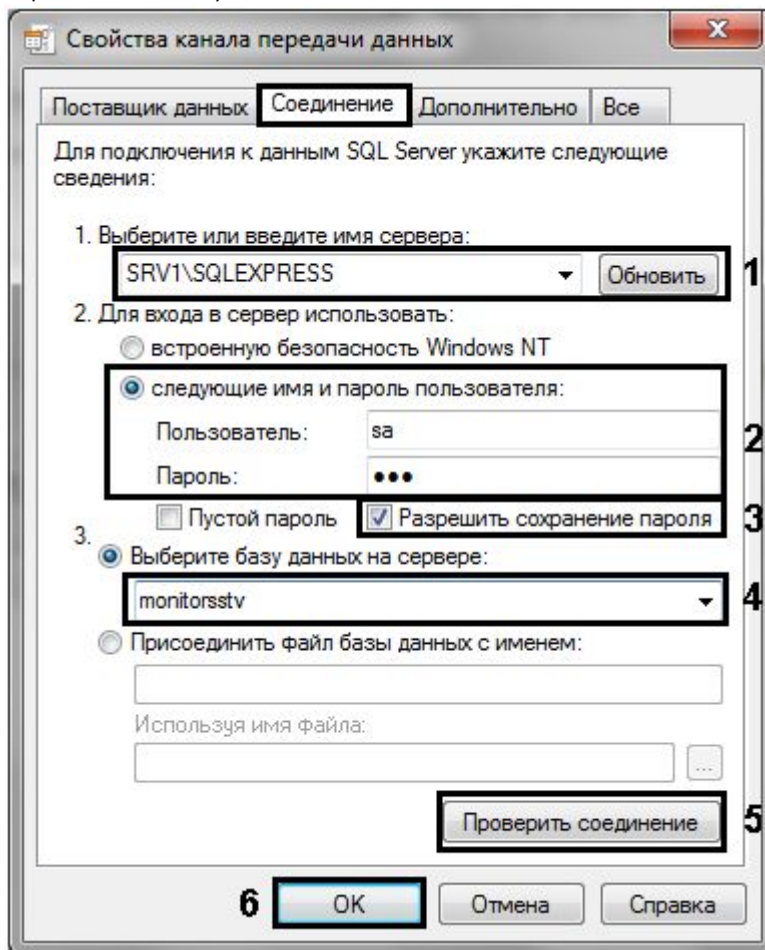 Свойства канала передачи данных
Поставщик данных Соединение Дополнительно Все
Для подключения к данным SQL Server укажите следующие
сведения:
1. Выберите или введите имя сервера:
SRV1\SQLEXPRESS Обновить 1
2. Для входа в сервер использовать:
встроенную безопасность Windows NT
следующие имя и пароль пользователя:
Пользователь: sa 2
Пароль: ●●●
Пустой пароль Разрешить сохранение пароля 3
3.
Выберите базу данных на сервере:
monitorsstv 4
Присоединить файл базы данных с именем:
Используя имя файла:
...
Проверить соединение 5
6 OK Отмена Справка